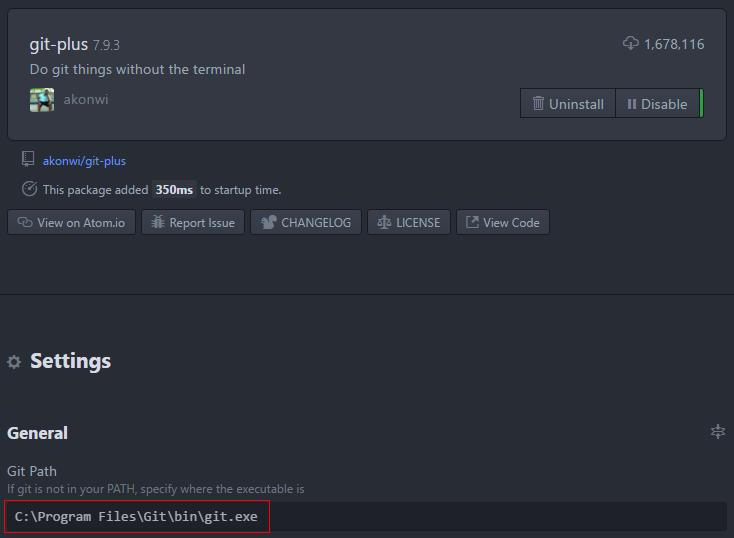 git-plus 7.9.3 1,678,116
Do git things without the terminal
akonwi Uninstall Disable
akonwi/git-plus
This package added 350ms to startup time.
View on Atom.io Report Issue CHANGELOG LICENSE View Code
Settings
General
Git Path
If git is not in your PATH, specify where the executable is
C:\Program Files\Git\bin\git.exe